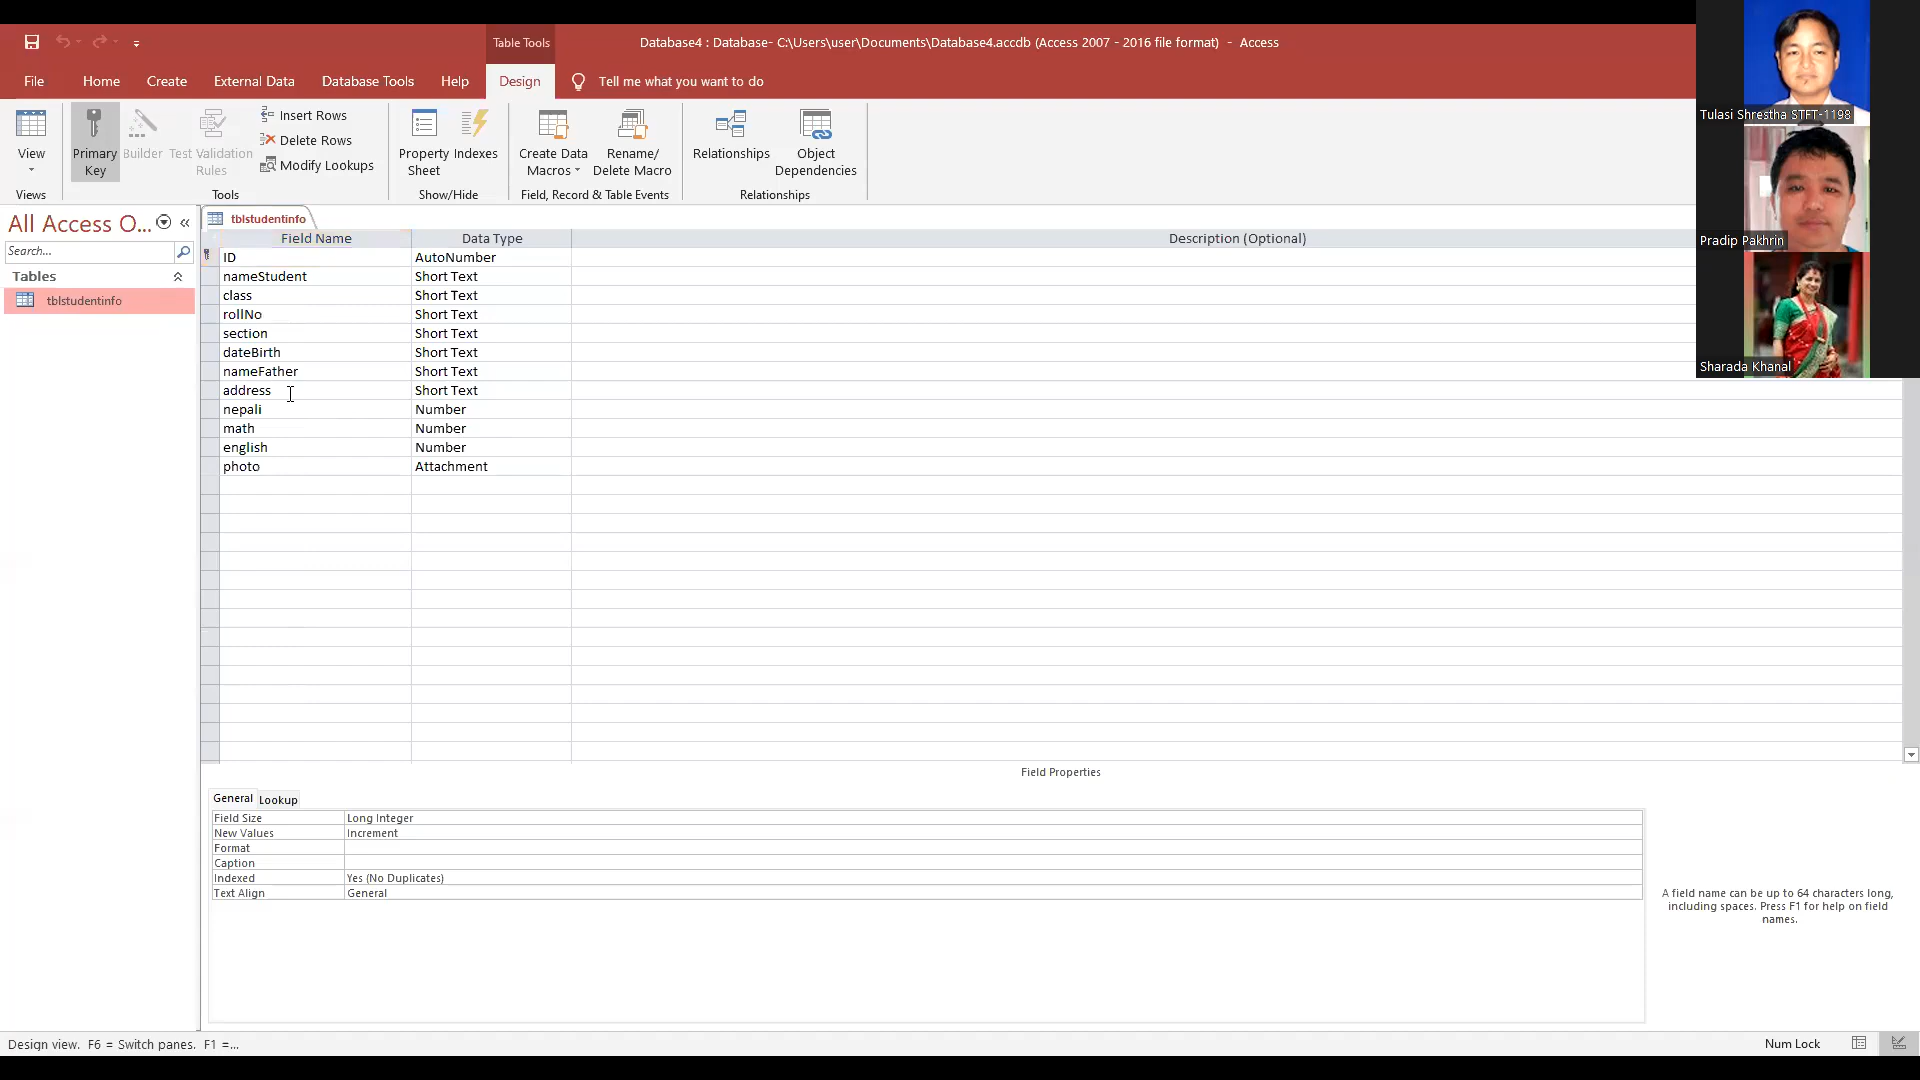 Table Tools
Database4 : Database- C:\Users\user\Documents\Database4.accdb (Access 2007 - 2016 file format) - Access
File Home Create External Data Database Tools Help Design Tell me what you want to do
View
Primary Key
Builder
Test Validation Rules
Insert Rows
Delete Rows
Modify Lookups
Property Sheet
Indexes
Create Data Macros
Rename/ Delete Macro
Relationships
Object Dependencies
Views Tools Show/Hide Field, Record & Table Events Relationships
Tulasi Shrestha STFT-1198
Pradip Pakhrin
Sharada Khanal
All Access O...
Search...
Tables
tblstudentinfo
tblstudentinfo
Field Name Data Type Description (Optional)
ID AutoNumber
nameStudent Short Text
class Short Text
rollNo Short Text
section Short Text
dateBirth Short Text
nameFather Short Text
address Short Text
nepali Number
math Number
english Number
photo Attachment
Field Properties
General Lookup
Field Size Long Integer
New Values Increment
Format
Caption
Indexed Yes (No Duplicates)
Text Align General
A field name can be up to 64 characters long,
including spaces. Press F1 for help on field
names.
Design view. F6 = Switch panes. F1 =...
Num Lock